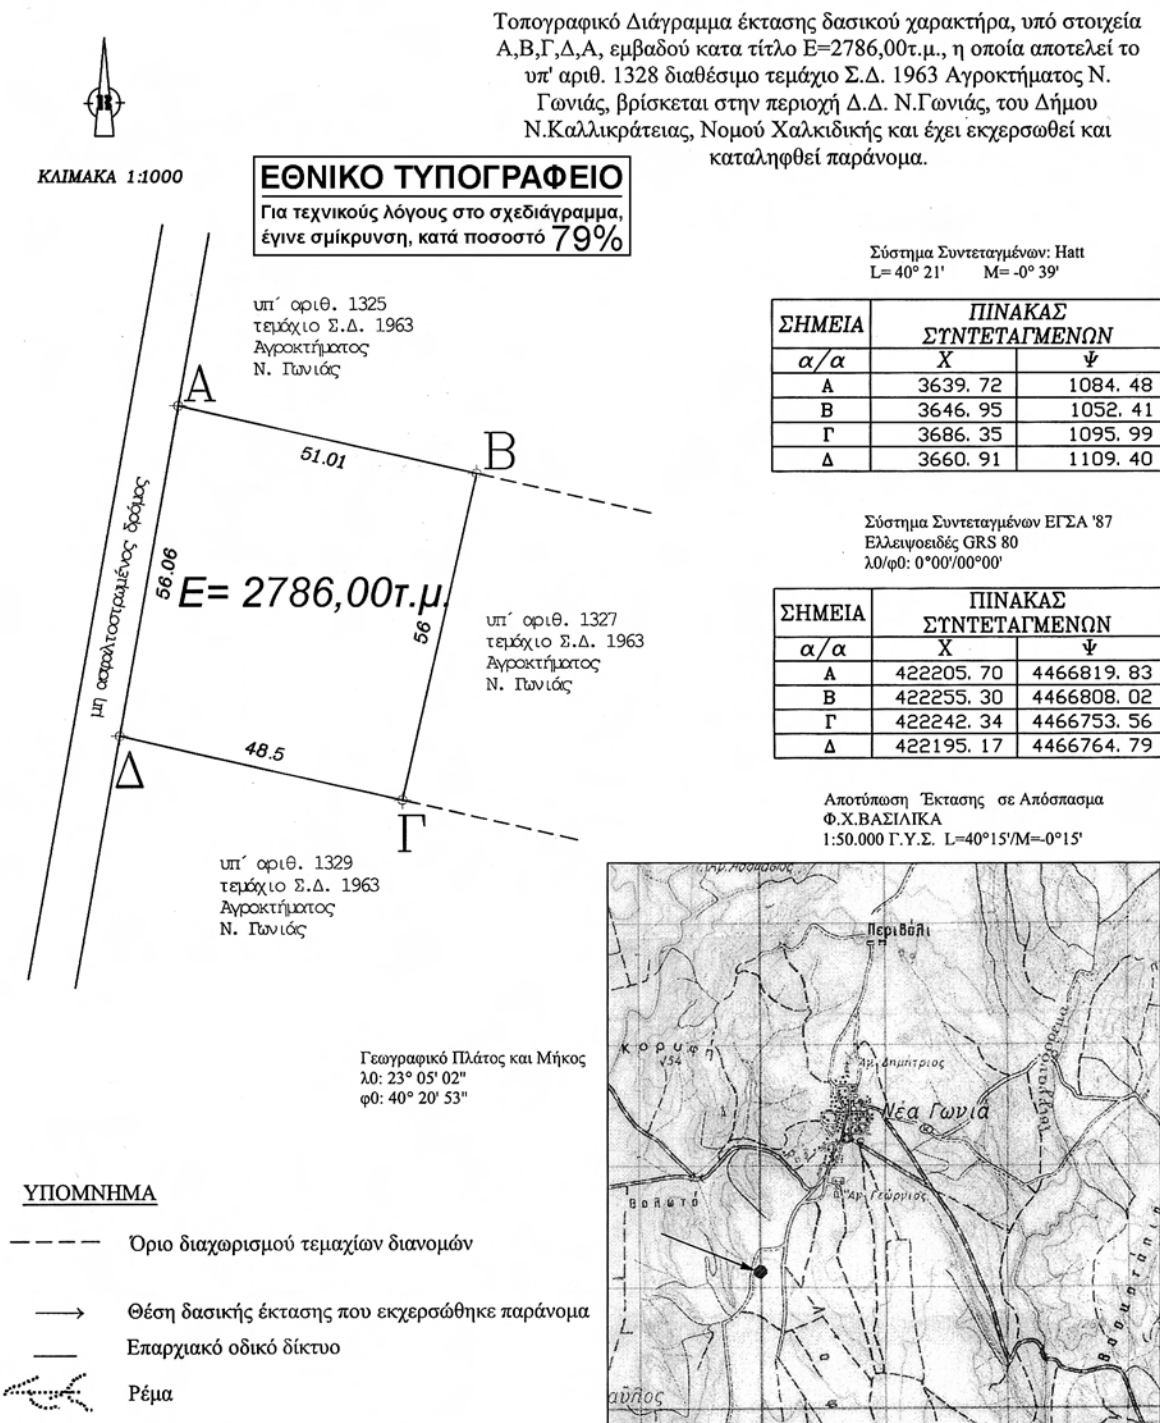 Τοπογραφικό Διάγραμμα έκτασης δασικού χαρακτήρα, υπό στοιχεία
Α,Β,Γ,Δ,Α, εμβαδού κατα τίτλο Ε=2786,00τ.μ., η οποία αποτελεί το
υπ' αριθ. 1328 διαθέσιμο τεμάχιο Σ.Δ. 1963 Αγροκτήματος Ν.
Γωνιάς, βρίσκεται στην περιοχή Δ.Δ. Ν.Γωνιάς, του Δήμου
Ν.Καλλικράτειας, Νομού Χαλκιδικής και έχει εκχερσωθεί και
καταληφθεί παράνομα.
ΚΛΙΜΑΚΑ 1:1000
ΕΘΝΙΚΟ ΤΥΠΟΓΡΑΦΕΙΟ
Για τεχνικούς λόγους στο σχεδιάγραμμα,
έγινε σμίκρυνση, κατά ποσοστό 79%
υπ΄ αριθ. 1325
τεμάχιο Σ.Δ. 1963
Αγροκτήματος
Ν. Γωνιάς
Α
Β
51.01
μη ασφαλτοστρωμένος δρόμος
56.06
Ε= 2786,00τ.μ.
56
υπ΄ αριθ. 1327
τεμάχιο Σ.Δ. 1963
Αγροκτήματος
Ν. Γωνιάς
48.5
Δ
Γ
υπ΄ αριθ. 1329
τεμάχιο Σ.Δ. 1963
Αγροκτήματος
Ν. Γωνιάς
Σύστημα Συντεταγμένων: Hatt
L= 40° 21' M= -0° 39'
ΣΗΜΕΙΑ ΠΙΝΑΚΑΣ
ΣΥΝΤΕΤΑΓΜΕΝΩΝ
α/α Χ Ψ
Α 3639. 72 1084. 48
Β 3646. 95 1052. 41
Γ 3686. 35 1095. 99
Δ 3660. 91 1109. 40
Σύστημα Συντεταγμένων ΕΓΣΑ '87
Ελλειψοειδές GRS 80
λ0/φ0: 0°00'/00°00'
ΣΗΜΕΙΑ ΠΙΝΑΚΑΣ
ΣΥΝΤΕΤΑΓΜΕΝΩΝ
α/α Χ Ψ
Α 422205. 70 4466819. 83
Β 422255. 30 4466808. 02
Γ 422242. 34 4466753. 56
Δ 422195. 17 4466764. 79
Αποτύπωση Έκτασης σε Απόσπασμα
Φ.Χ.ΒΑΣΙΛΙΚΑ
1:50.000 Γ.Υ.Σ. L=40°15'/M=-0°15'
Περιβόλι
Κορυφή
Αγ. Δημήτριος
Νέα Γωνιά
Βολωτό
Αγ. Γεώργιος
Γεωγραφικό Πλάτος και Μήκος
λ0: 23° 05' 02"
φ0: 40° 20' 53"
ΥΠΟΜΝΗΜΑ
Όριο διαχωρισμού τεμαχίων διανομών
Θέση δασικής έκτασης που εκχερσώθηκε παράνομα
Επαρχιακό οδικό δίκτυο
Ρέμα